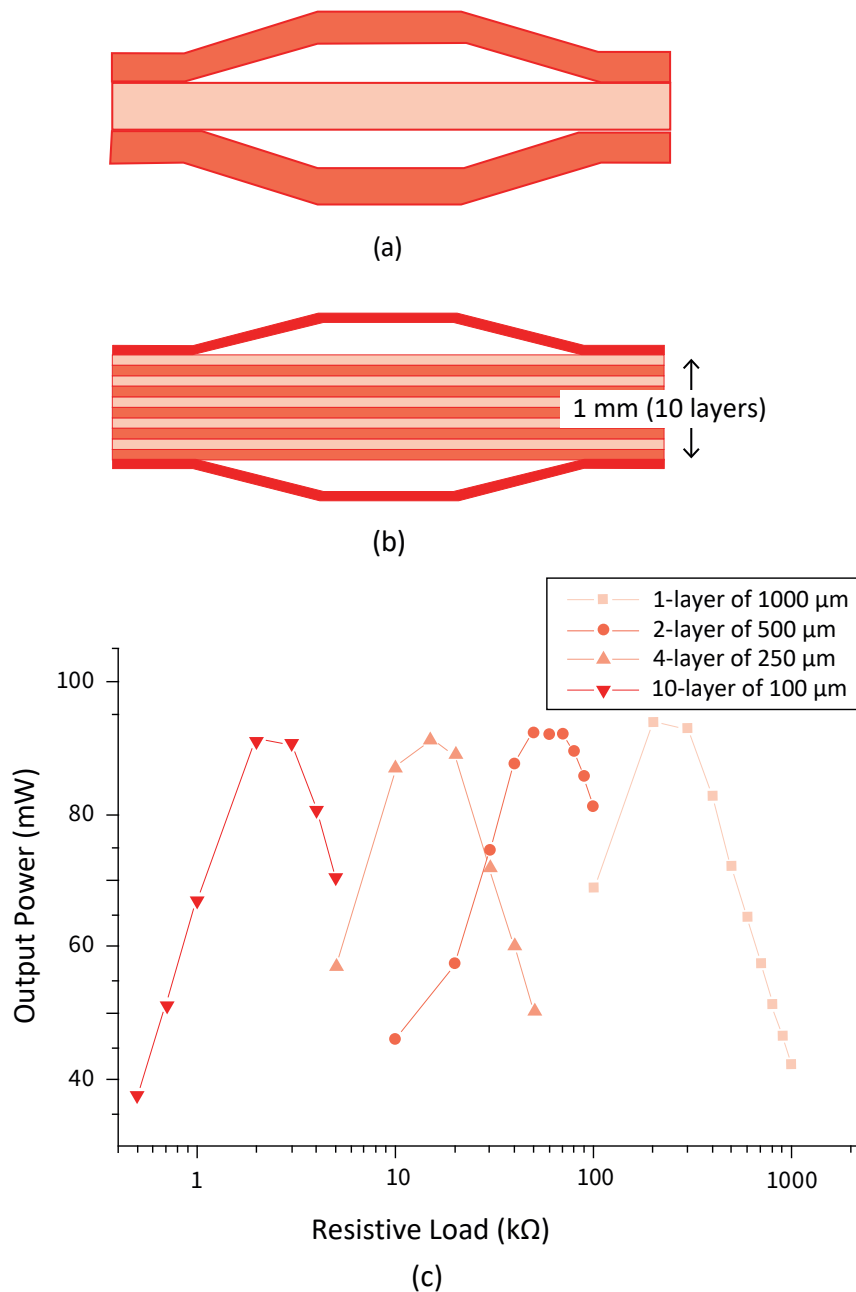 (a)
1 mm (10 layers)
(b)
1-layer of 1000 μm
2-layer of 500 μm
4-layer of 250 μm
10-layer of 100 μm
100
80
60
40
Output Power (mW)
1
10
100
1000
Resistive Load (kΩ)
(c)